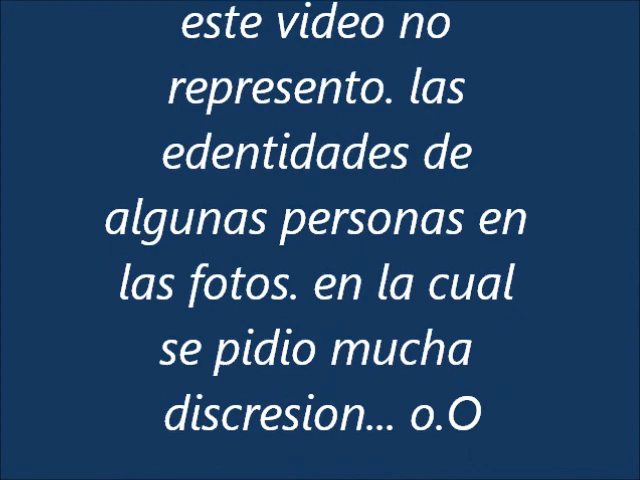 este video no
represento. las
edentidades de
algunas personas en
las fotos. en la cual
se pidio mucha
discresion... o.O